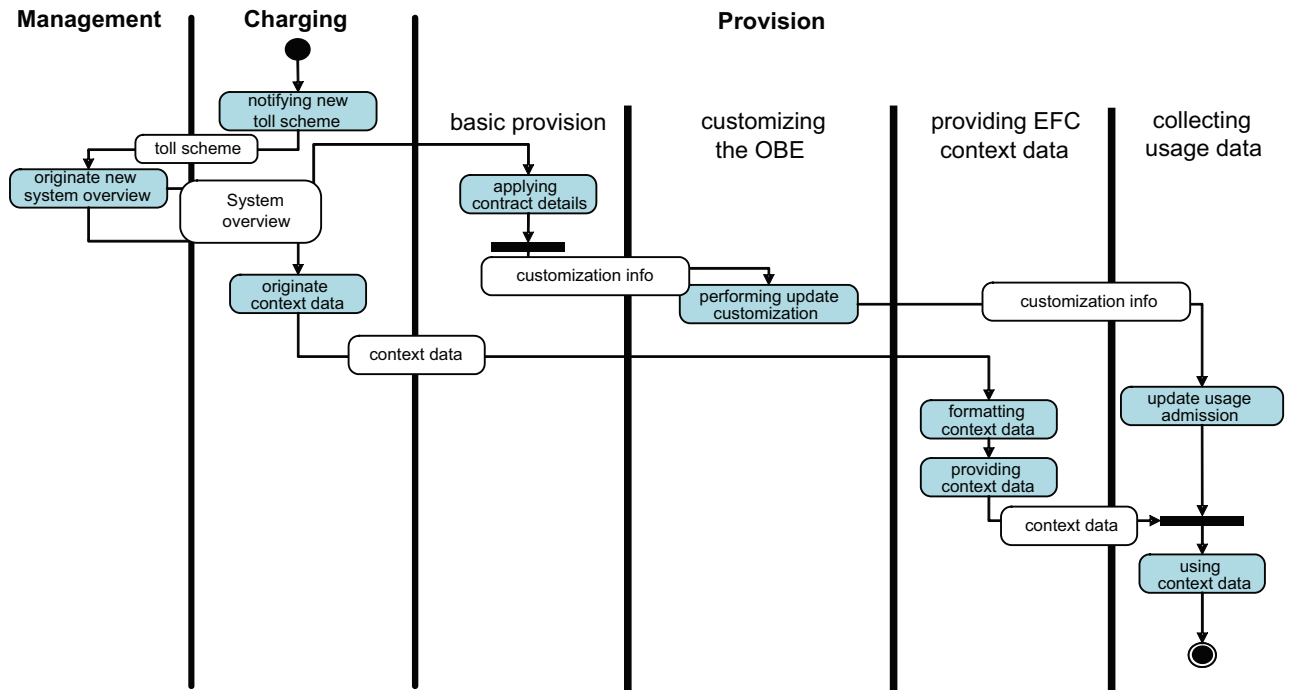 Management
Charging
Provision
notifying new
toll scheme
basic provision
customizing
the OBE
providing EFC
context data
collecting
usage data
toll scheme
originate new
system overview
System
overview
applying
contract details
customization info
originate
context data
performing update
customization
customization info
context data
formatting
context data
update usage
admission
providing
context data
context data
using
context data